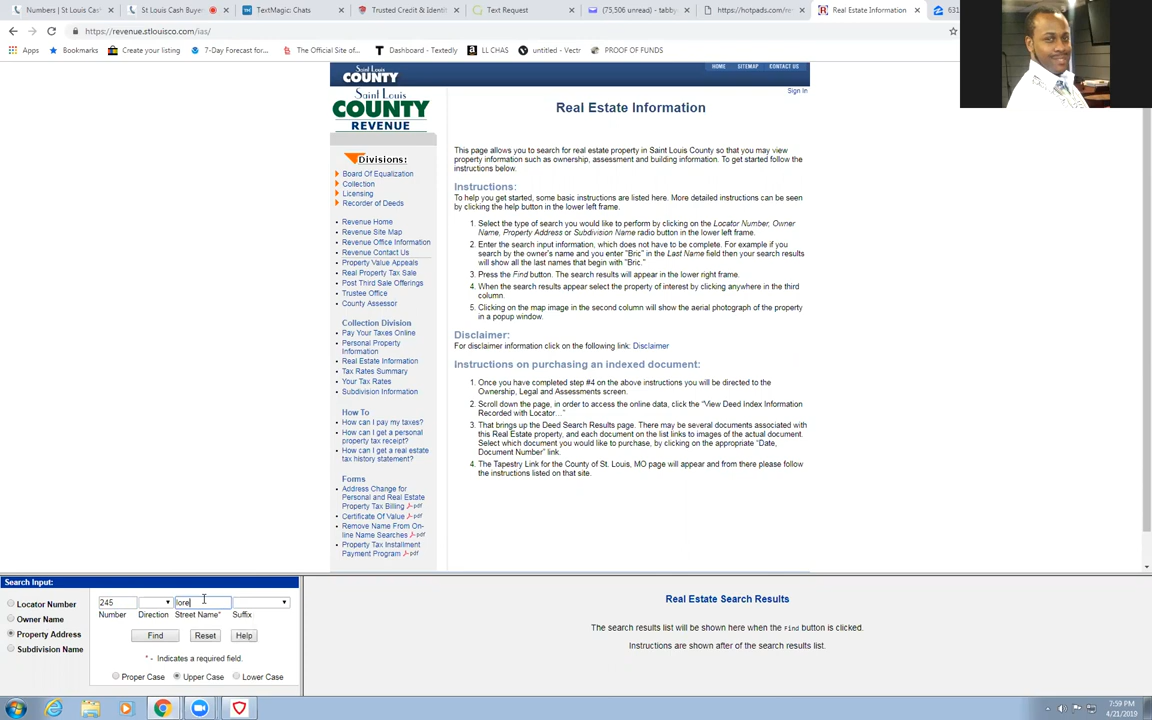 Numbers | St Louis Cash
St Louis Cash Buyer
TextMagic: Chats
Trusted Credit & Identi
Text Request
(75,506 unread) - tabby
https://hotpads.com/re
Real Estate Information
631
https://revenue.stlouisco.com/ias/
Apps
Bookmarks
Create your listing
7-Day Forecast for...
The Official Site of...
Dashboard - Textedly
LL CHAS
untitled - Vectr
PROOF OF FUNDS
Saint Louis
COUNTY
HOME
SITEMAP
CONTACT US
Sign In
Saint Louis
COUNTY
REVENUE
Real Estate Information
This page allows you to search for real estate property in Saint Louis County so that you may view
property information such as ownership, assessment and building information. To get started follow the
instructions below.
Instructions:
To help you get started, some basic instructions are listed here. More detailed instructions can be seen
by clicking the help button in the lower left frame.
1. Select the type of search you would like to perform by clicking on the Locator Number, Owner
Name, Property Address or Subdivision Name radio button in the lower left frame.
2. Enter the search input information, which does not have to be complete. For example if you
search by the owner's name and you enter "Bric" in the Last Name field then your search results
will show all the last names that begin with "Bric."
3. Press the Find button. The search results will appear in the lower right frame.
4. When the search results appear select the property of interest by clicking anywhere in the third
column.
5. Clicking on the map image in the second column will show the aerial photograph of the property
in a popup window.
Disclaimer:
For disclaimer information click on the following link: Disclaimer
Instructions on purchasing an indexed document:
1. Once you have completed step #4 on the above instructions you will be directed to the
Ownership, Legal and Assessments screen.
2. Scroll down the page, in order to access the online data, click the "View Deed Index Information
Recorded with Locator…"
3. That brings up the Deed Search Results page. There may be several documents associated with
this Real Estate property, and each document on the list links to images of the actual document.
Select which document you would like to purchase, by clicking on the appropriate "Date,
Document Number" link.
4. The Tapestry Link for the County of St. Louis, MO page will appear and from there please follow
the instructions listed on that site.
Divisions:
Board Of Equalization
Collection
Licensing
Recorder of Deeds
Revenue Home
Revenue Site Map
Revenue Office Information
Revenue Contact Us
Property Value Appeals
Real Property Tax Sale
Post Third Sale Offerings
Trustee Office
County Assessor
Collection Division
Pay Your Taxes Online
Personal Property
Information
Real Estate Information
Tax Rates Summary
Your Tax Rates
Subdivision Information
How To
How can I pay my taxes?
How can I get a personal
property tax receipt?
How can I get a real estate
tax history statement?
Forms
Address Change for
Personal and Real Estate
Property Tax Billing pdf
Certificate Of Value pdf
Remove Name From On-
line Name Searches pdf
Property Tax Installment
Payment Program pdf
Search Input:
Locator Number
Owner Name
Property Address
Subdivision Name
245
lore
Number
Direction
Street Name*
Suffix
Find
Reset
Help
* - Indicates a required field.
Proper Case
Upper Case
Lower Case
Real Estate Search Results
The search results list will be shown here when the Find button is clicked.
Instructions are shown after of the search results list.
7:59 PM
4/21/2019